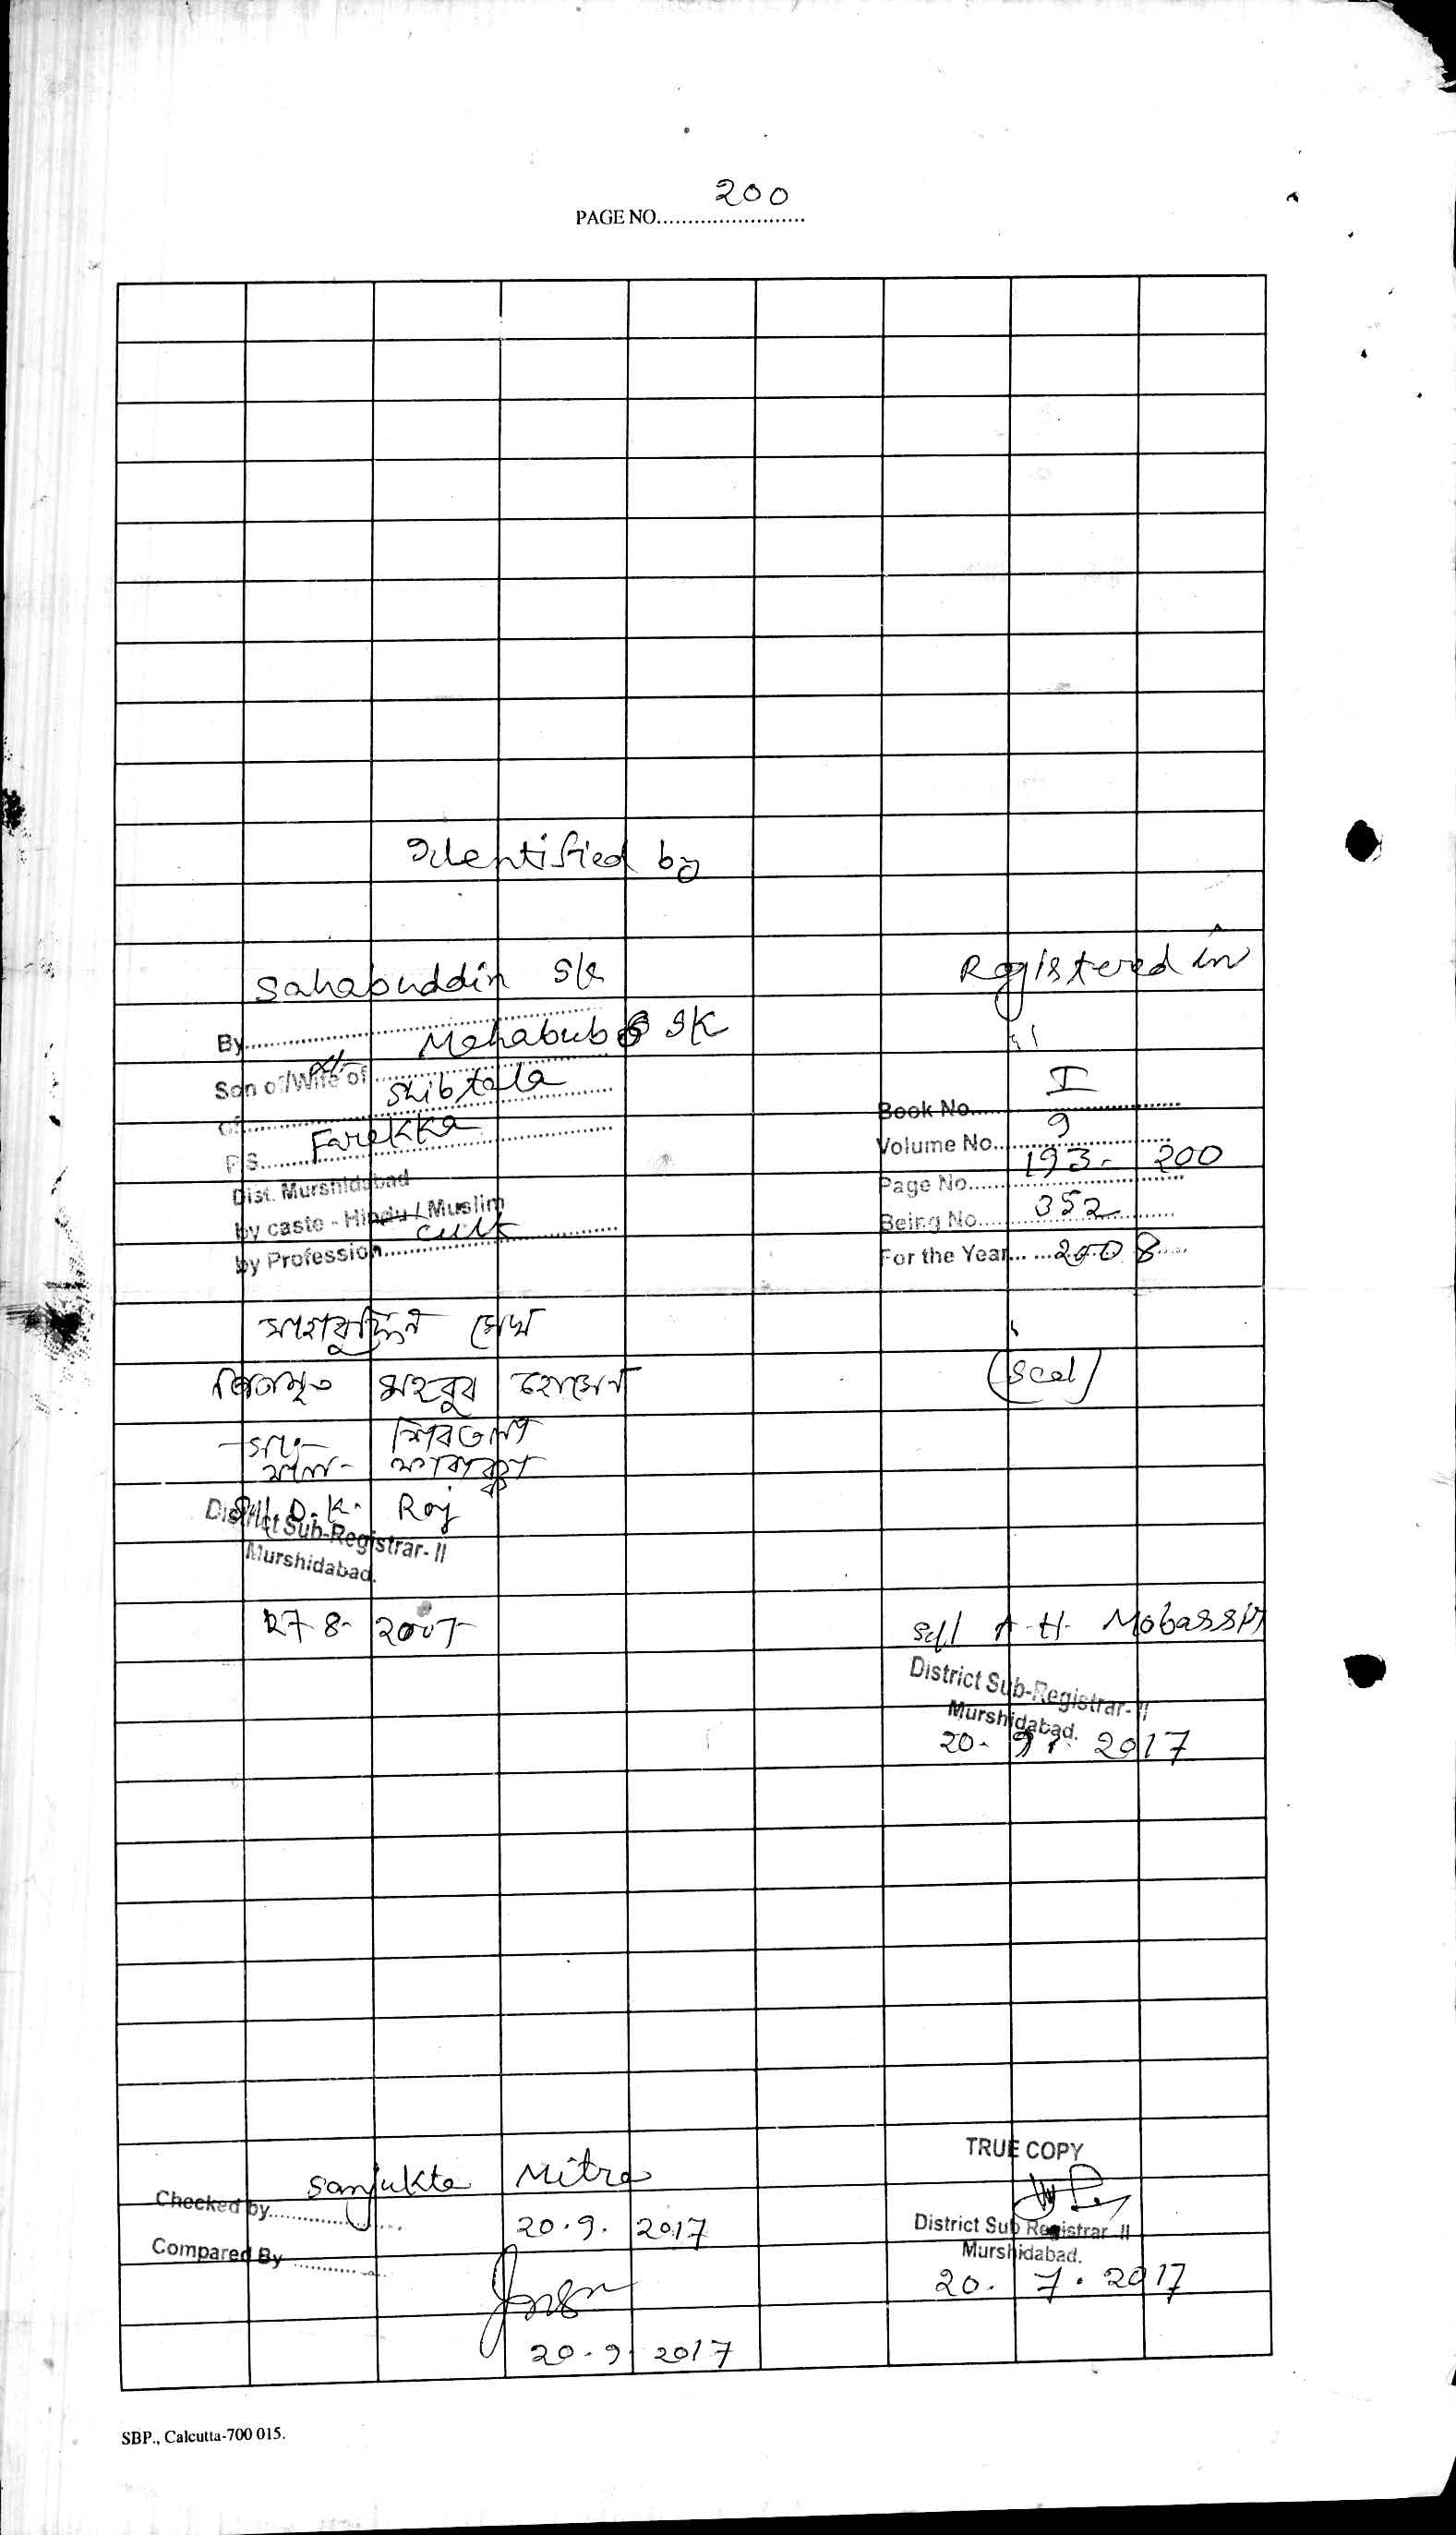 200
PAGE NO.........................
Identified by
Sahabuddin Sk
By.......... Mahabub Sk
Son of/Wife of..........
of.......... Shibtala
P.S.......... Farakka
Dist. Murshidabad
by caste - Hindu / Muslim
by Profession.......... Cult
সাহাবুদ্দিন সেখ
মহবুব হোসেন
সাং- শিবতলা
থানা- ফারাক্কা
Sd/ D.K. Roy
District Sub-Registrar- II
Murshidabad.
27-8-2007
Registered in
Book No.......... I
Volume No.......... 9
Page No.......... 193- 200
Being No.......... 352
For the Year.......... 2008
(Seal)
Sd/ A-H- Mobassir
District Sub-Registrar- II
Murshidabad.
20- 9. 2017
Checked by.......... Sanjukta Mitra
20.9. 2017
Compared By ..........
20-9 2017
TRUE COPY
District Sub Registrar II
Murshidabad.
20. 7. 2017
SBP., Calcutta-700 015.